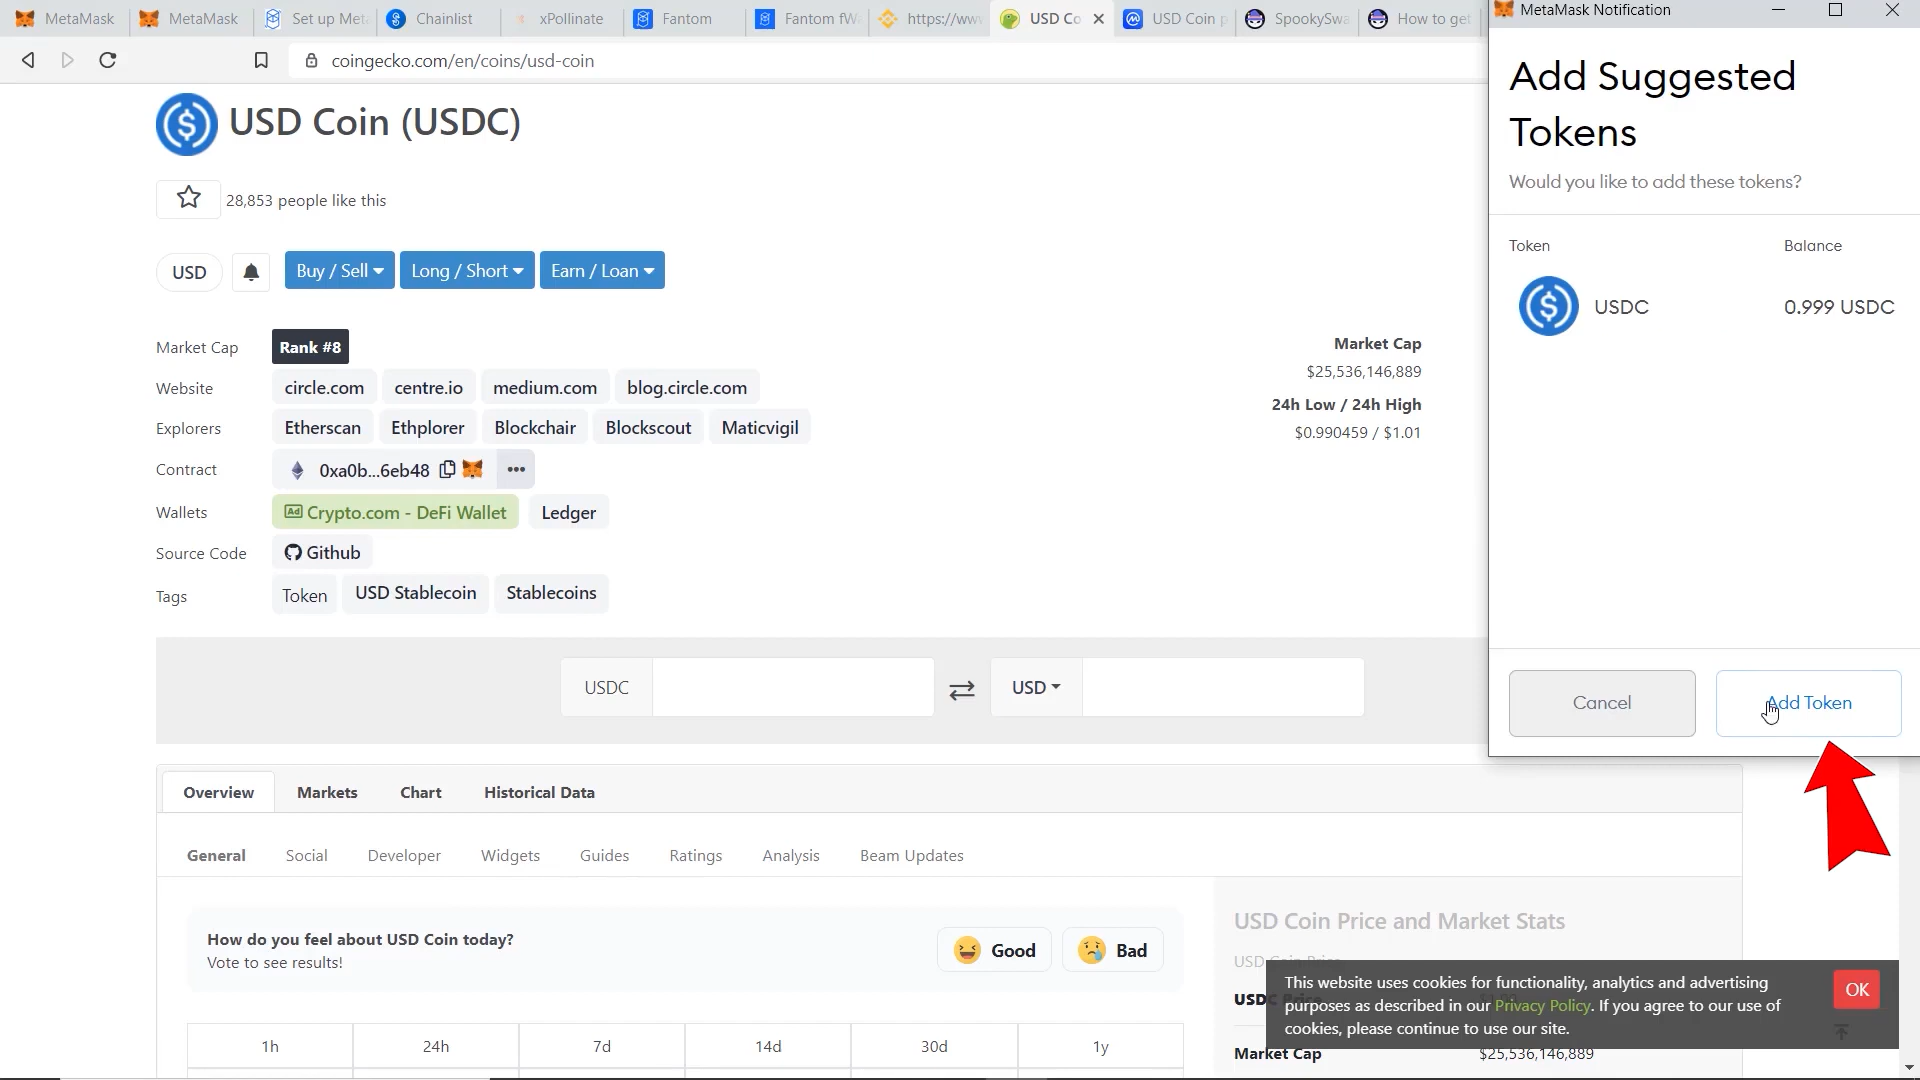 MetaMask
MetaMask
Set up Met
Chainlist
xPollinate
Fantom
Fantom fW
https://ww
USD Co
USD Coin p
SpookySwa
How to get
MetaMask Notification
coingecko.com/en/coins/usd-coin
USD Coin (USDC)
28,853 people like this
USD
Buy / Sell
Long / Short
Earn / Loan
Market Cap
Rank #8
Website
circle.com
centre.io
medium.com
blog.circle.com
Explorers
Etherscan
Ethplorer
Blockchair
Blockscout
Maticvigil
Contract
0xa0b...6eb48
•••
Wallets
Ad
Crypto.com - DeFi Wallet
Ledger
Source Code
Github
Tags
Token
USD Stablecoin
Stablecoins
Market Cap
$25,536,146,889
24h Low / 24h High
$0.990459 / $1.01
Add Suggested
Tokens
Would you like to add these tokens?
Token
Balance
USDC
0.999 USDC
Cancel
Add Token
USDC
USD
Overview
Markets
Chart
Historical Data
General
Social
Developer
Widgets
Guides
Ratings
Analysis
Beam Updates
How do you feel about USD Coin today?
Vote to see results!
Good
Bad
1h
24h
7d
14d
30d
1y
USD Coin Price and Market Stats
USD Coin Price
USDC Price
Market Cap
$25,536,146,889
This website uses cookies for functionality, analytics and advertising
purposes as described in our Privacy Policy. If you agree to our use of
cookies, please continue to use our site.
OK